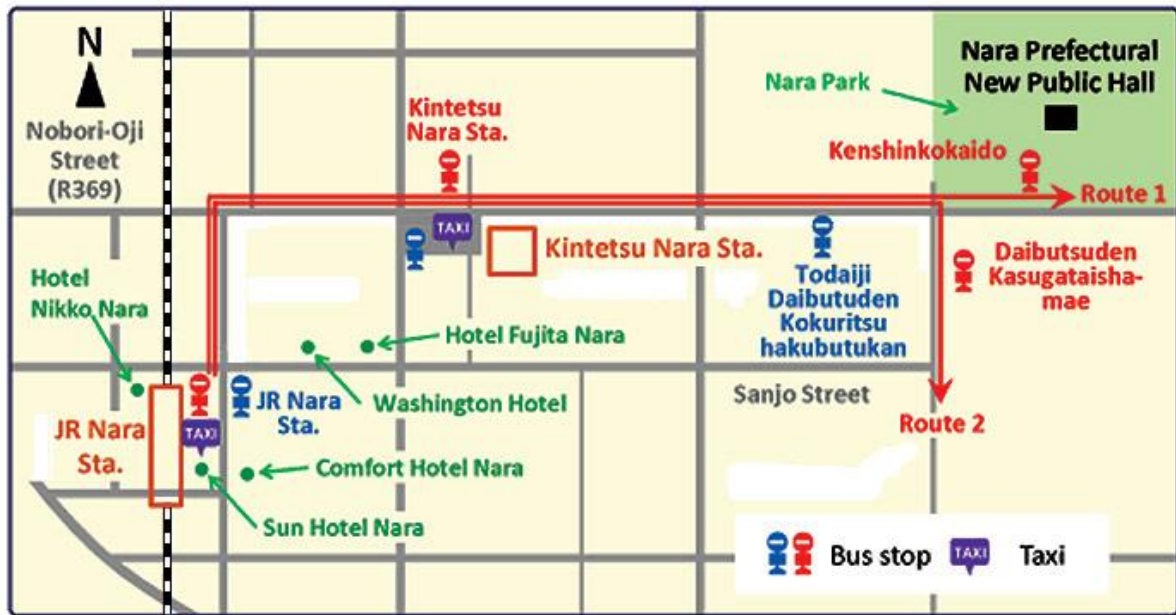 N
Nobori-Oji
Street
(R369)
Kintetsu
Nara Sta.
Nara Park
Nara Prefectural
New Public Hall
Kenshinkokaido
Route 1
TAXI
Kintetsu Nara Sta.
Todaiji
Daibutuden
Kokuritsu
hakubutukan
Daibutsuden
Kasugataisha-
mae
Hotel
Nikko Nara
Hotel Fujita Nara
Washington Hotel
Sanjo Street
Route 2
JR Nara
Sta.
TAXI
JR Nara
Sta.
Comfort Hotel Nara
Sun Hotel Nara
Bus stop
TAXI
Taxi